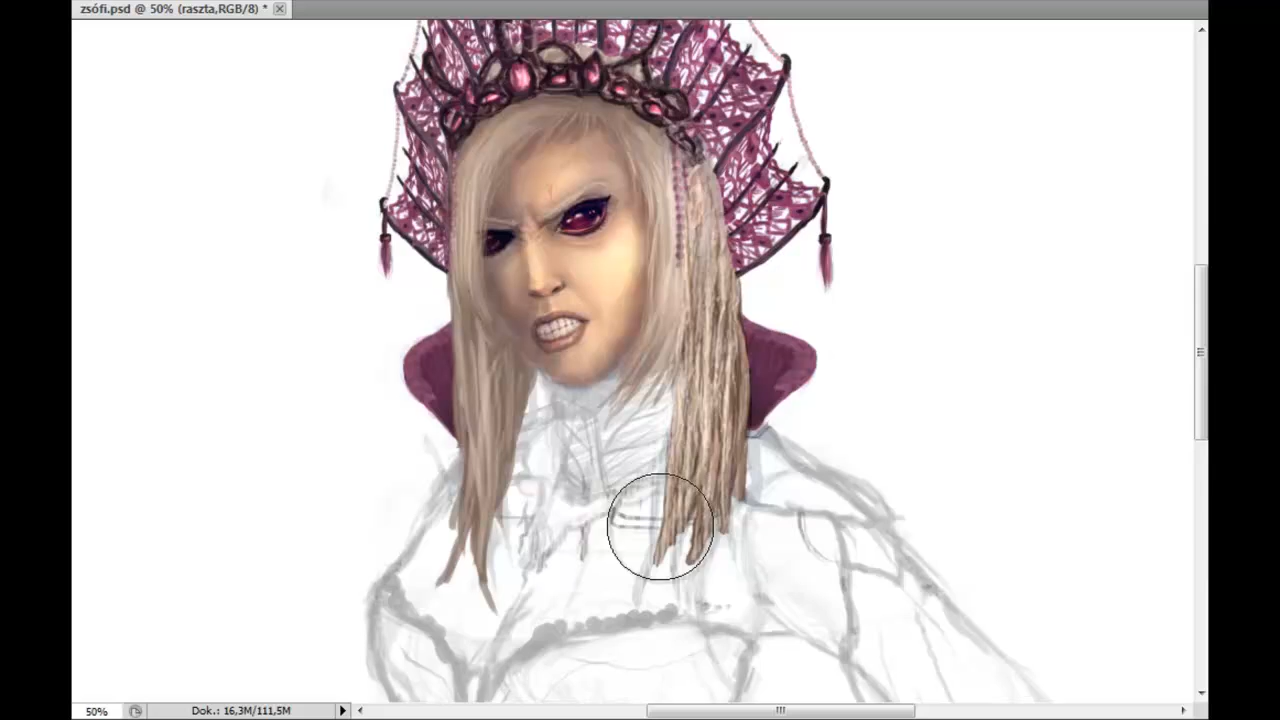 zsófi.psd @ 50% (raszta,RGB/8) *
50%
Dok.: 16,3M/111,5M